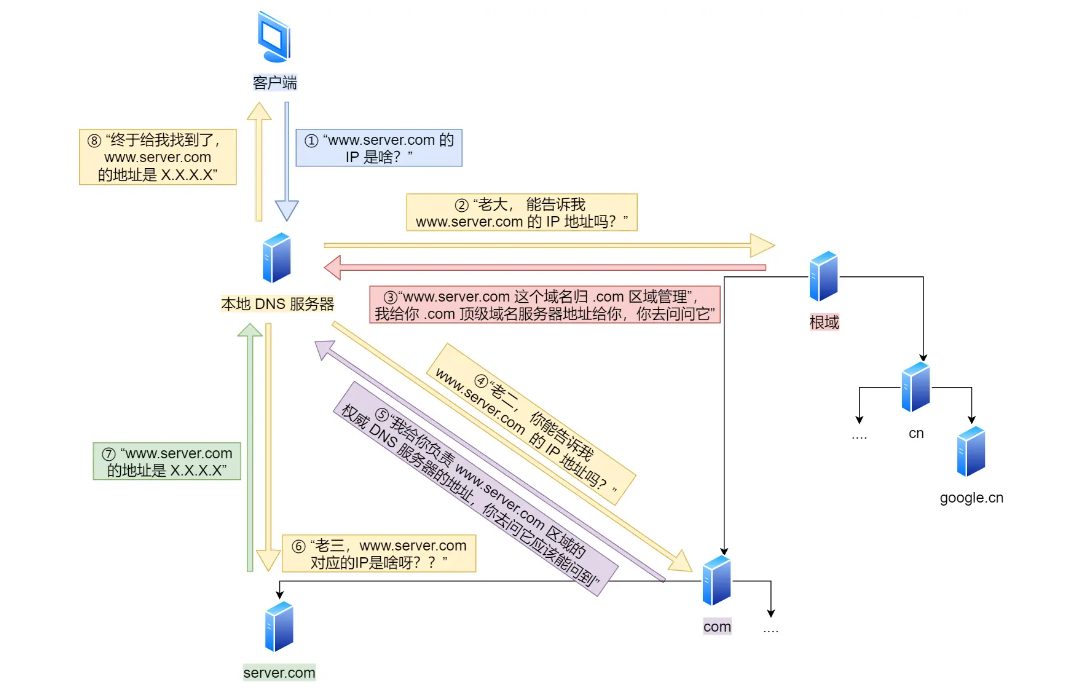 客户端
⑧ “终于给我找到了，
www.server.com
的地址是 X.X.X.X”
① “www.server.com 的
IP 是啥？”
② “老大， 能告诉我
www.server.com 的 IP 地址吗？”
本地 DNS 服务器
③“www.server.com 这个域名归 .com 区域管理”，
我给你 .com 顶级域名服务器地址给你，你去问问它”
根域
④ “老二， 你能告诉我
www.server.com 的 IP 地址吗？”
⑤ “我给你负责 www.server.com 区域的
权威 DNS 服务器的地址，你去问它应该能问到”
cn
....
google.cn
⑦ “www.server.com
的地址是 X.X.X.X”
⑥ “老三，www.server.com
对应的IP是啥呀？？”
com
....
server.com